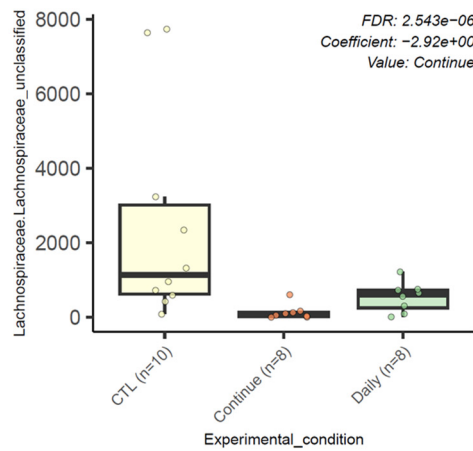 FDR: 2.543e−06
Coefficient: −2.92e+00
Value: Continue
Lachnospiraceae.Lachnospiraceae_unclassified
8000
6000
4000
2000
0
CTL (n=10)
Continue (n=8)
Daily (n=8)
Experimental_condition